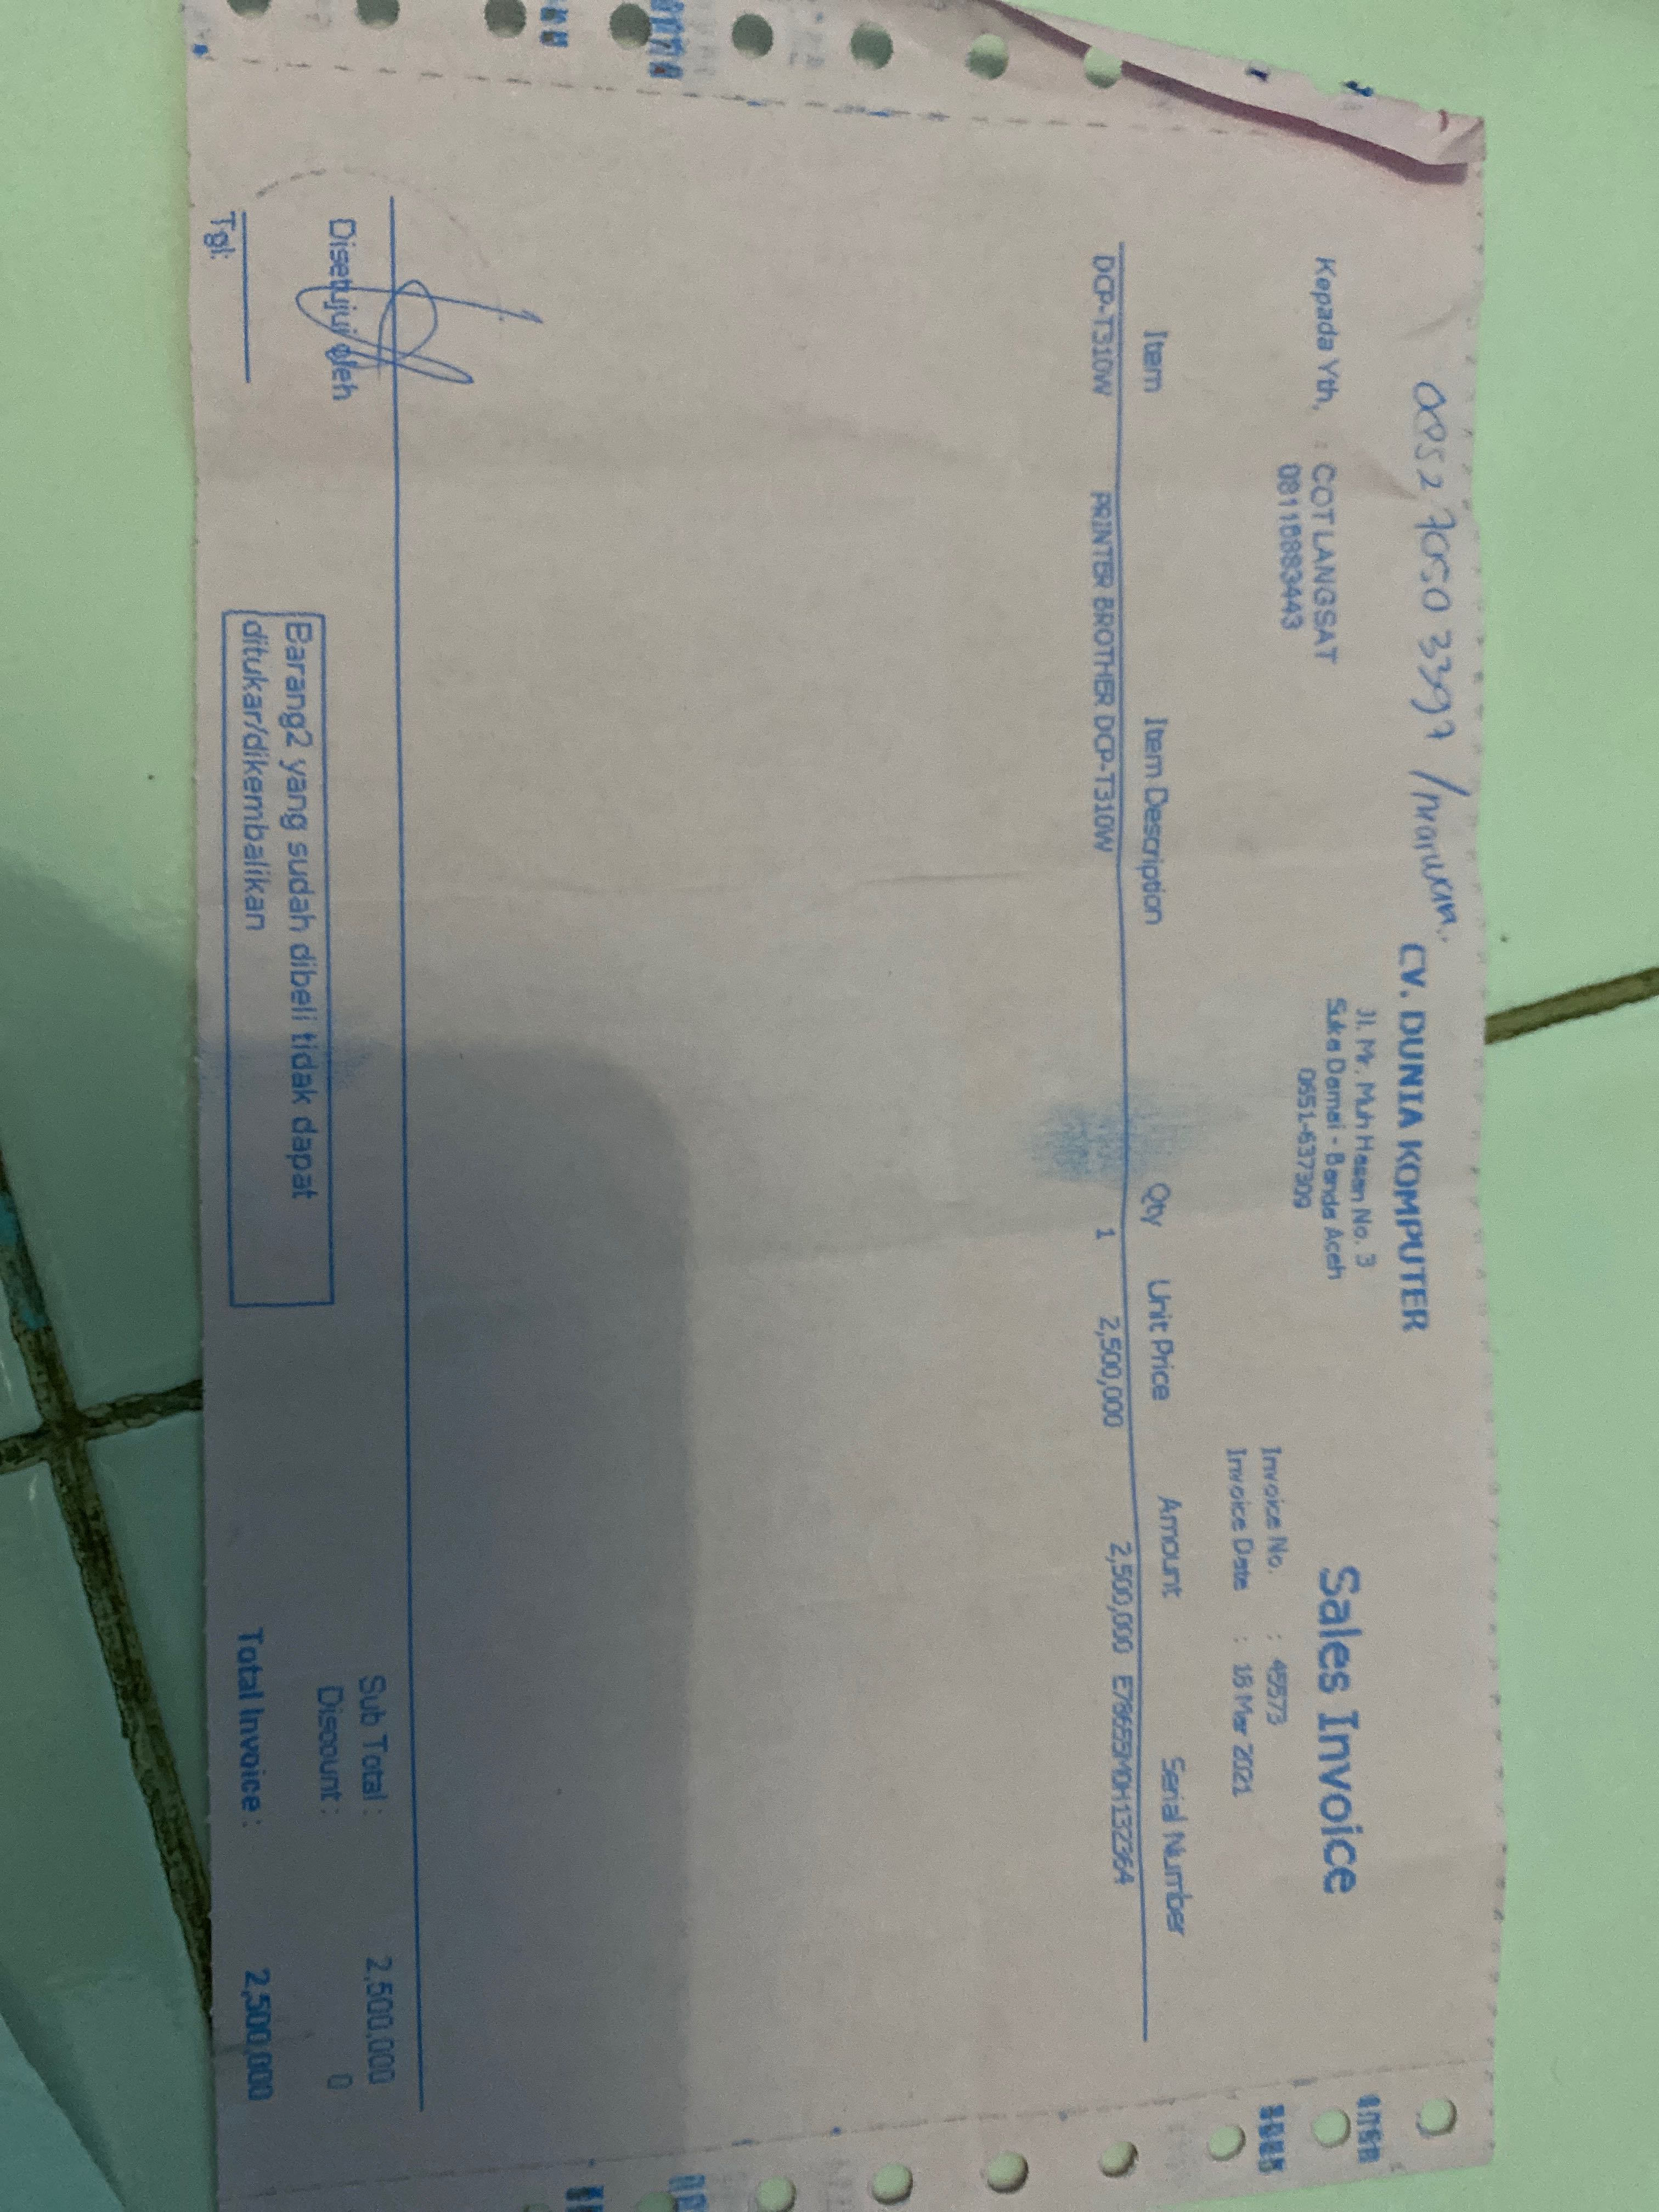 0852 7050 3397 / marwan.
CV. DUNIA KOMPUTER
Jl. Mr. Muh Hasan No. 3
Suka Damai - Banda Aceh
0651-637309
Sales Invoice
Kepada Yth, : COT LANGSAT
08116883443
Invoice No. : 45573
Invoice Date : 18 Mar 2021
Item Item Description Qty Unit Price Amount Serial Number
DCP-T310W PRINTER BROTHER DCP-T310W 1 2,500,000 2,500,000 E78655M0H132364
Sub Total : 2,500,000
Disetujui oleh
Discount : 0
Barang2 yang sudah dibeli tidak dapat
ditukar/dikembalikan
Tgl:
Total Invoice : 2,500,000